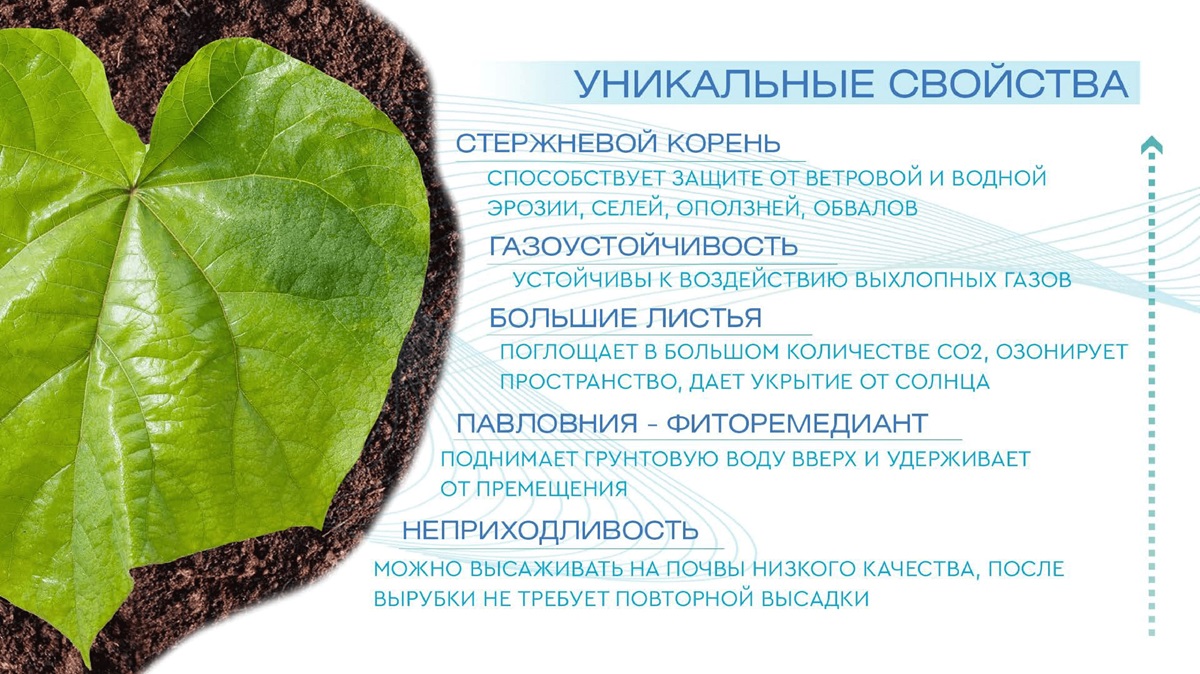 УНИКАЛЬНЫЕ СВОЙСТВА
СТЕРЖНЕВОЙ КОРЕНЬ
СПОСОБСТВУЕТ ЗАЩИТЕ ОТ ВЕТРОВОЙ И ВОДНОЙ
ЭРОЗИИ, СЕЛЕЙ, ОПОЛЗНЕЙ, ОБВАЛОВ
ГАЗОУСТОЙЧИВОСТЬ
УСТОЙЧИВЫ К ВОЗДЕЙСТВИЮ ВЫХЛОПНЫХ ГАЗОВ
БОЛЬШИЕ ЛИСТЬЯ
ПОГЛОЩАЕТ В БОЛЬШОМ КОЛИЧЕСТВЕ СО2, ОЗОНИРУЕТ
ПРОСТРАНСТВО, ДАЕТ УКРЫТИЕ ОТ СОЛНЦА
ПАВЛОВНИЯ - ФИТОРЕМЕДИАНТ
ПОДНИМАЕТ ГРУНТОВУЮ ВОДУ ВВЕРХ И УДЕРЖИВАЕТ
ОТ ПРЕМЕЩЕНИЯ
НЕПРИХОДЛИВОСТЬ
МОЖНО ВЫСАЖИВАТЬ НА ПОЧВЫ НИЗКОГО КАЧЕСТВА, ПОСЛЕ
ВЫРУБКИ НЕ ТРЕБУЕТ ПОВТОРНОЙ ВЫСАДКИ